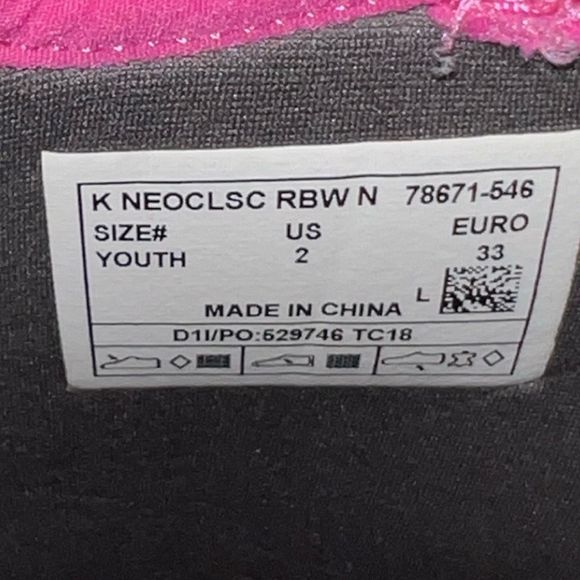 K NEOCLSC RBW N 78671-546
SIZE# US EURO
YOUTH 2 33
MADE IN CHINA L
D1I/PO:529746 TC18